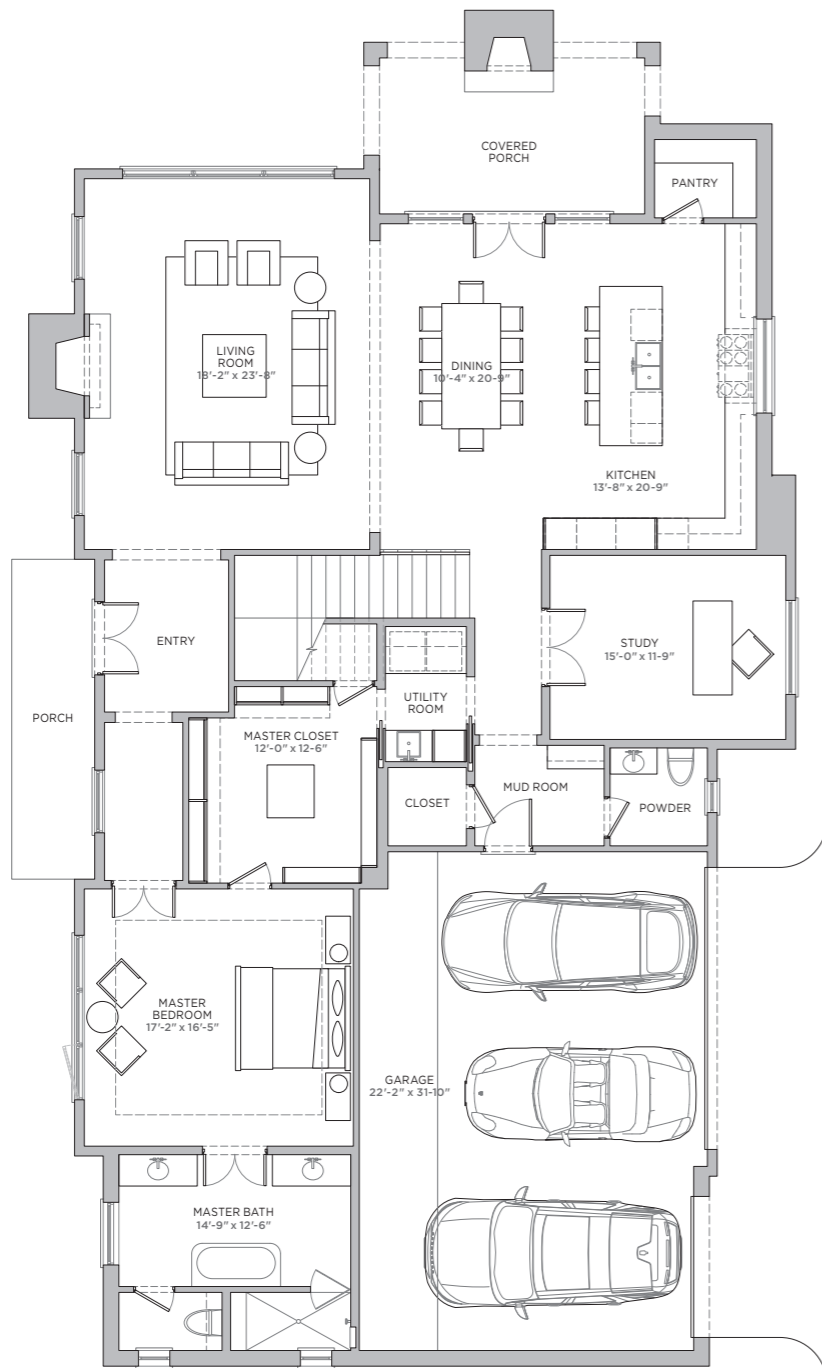 COVERED
PORCH
PANTRY
LIVING
ROOM
18'-2" x 23'-8"
DINING
10'-4" x 20-9"
KITCHEN
13'-8" x 20-9"
ENTRY
STUDY
15'-0" x 11-9"
PORCH
UTILITY
ROOM
MASTER CLOSET
12'-0" x 12-6"
MUD ROOM
CLOSET
POWDER
MASTER
BEDROOM
17'-2" x 16'-5"
GARAGE
22'-2" x 31-10"
MASTER BATH
14'-9" x 12'-6"